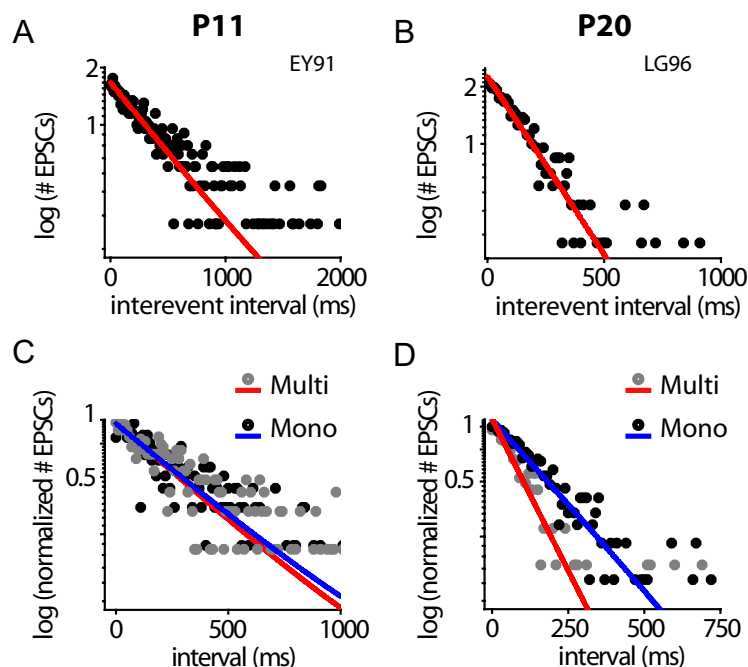 P11
P20
A
EY91
B
LG96
log (# EPSCs)
2
1
0
1000
2000
interevent interval (ms)
log (# EPSCs)
2
1
0
500
1000
interevent interval (ms)
C
Multi
Mono
D
Multi
Mono
log (normalized # EPSCs)
1
0.5
0
500
1000
interval (ms)
log (normalized # EPSCs)
1
0.5
0
250
500
750
interval (ms)